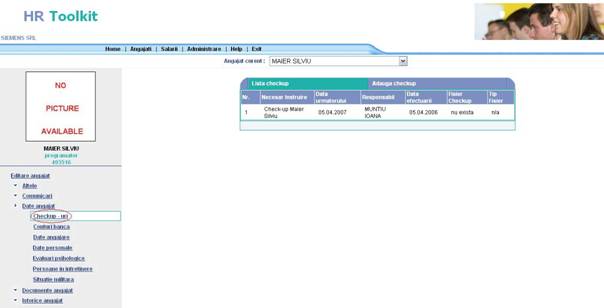 HR Toolkit
SIEMENS SRL
Home | Angajati | Salarii | Administrare | Help | Exit
Angajat curent : MAIER SILVIU
NO
PICTURE
AVAILABLE
MAIER SILVIU
programator
493516
Lista checkup Adauga checkup
Nr. Necesar Instruire Data urmatorului Responsabil Data efectuarii Fisier Checkup Tip Fisier
1 Check-up Maier Silviu 05.04.2007 MUNTIU IOANA 05.04.2006 nu exista n/a
Editare angajat
Altele
Comunicari
Date angajat
Checkup - uri
Conturi banca
Date angajare
Date personale
Evaluari psihologice
Persoane in intretinere
Situatie militara
Documente angajat
Istorice angajat